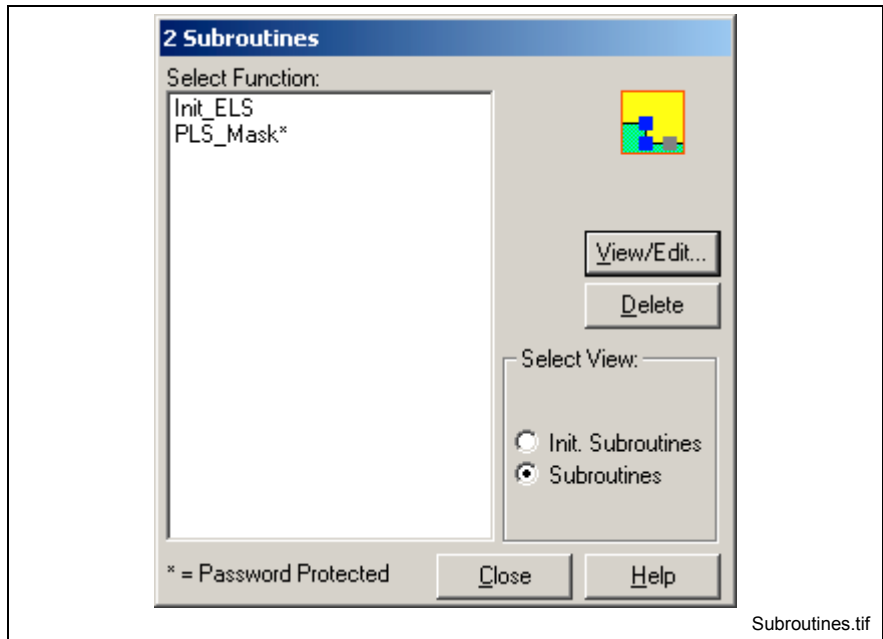 2 Subroutines
Select Function:
Init_ELS
PLS_Mask*
View/Edit...
Delete
Select View:
Init. Subroutines
Subroutines
* = Password Protected
Close
Help
Subroutines.tif